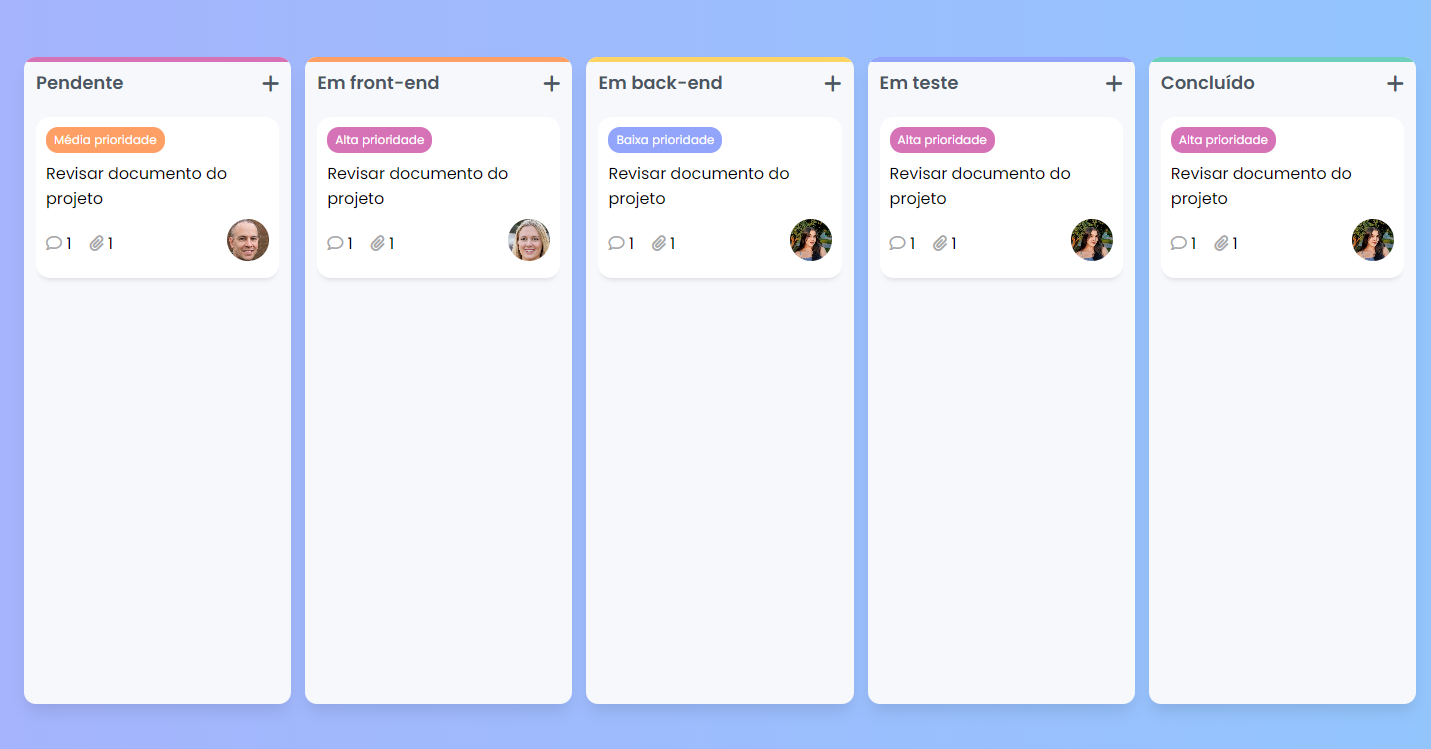 Pendente
Média prioridade
Revisar documento do
projeto
1 1
Em front-end
Alta prioridade
Revisar documento do
projeto
1 1
Em back-end
Baixa prioridade
Revisar documento do
projeto
1 1
Em teste
Alta prioridade
Revisar documento do
projeto
1 1
Concluído
Alta prioridade
Revisar documento do
projeto
1 1